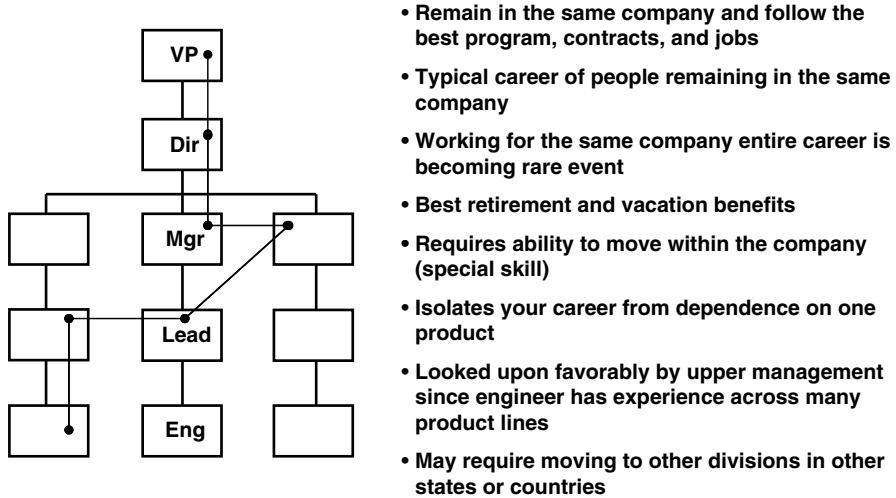 VP
Dir
Mgr
Lead
Eng
• Remain in the same company and follow the
best program, contracts, and jobs
• Typical career of people remaining in the same
company
• Working for the same company entire career is
becoming rare event
• Best retirement and vacation benefits
• Requires ability to move within the company
(special skill)
• Isolates your career from dependence on one
product
• Looked upon favorably by upper management
since engineer has experience across many
product lines
• May require moving to other divisions in other
states or countries